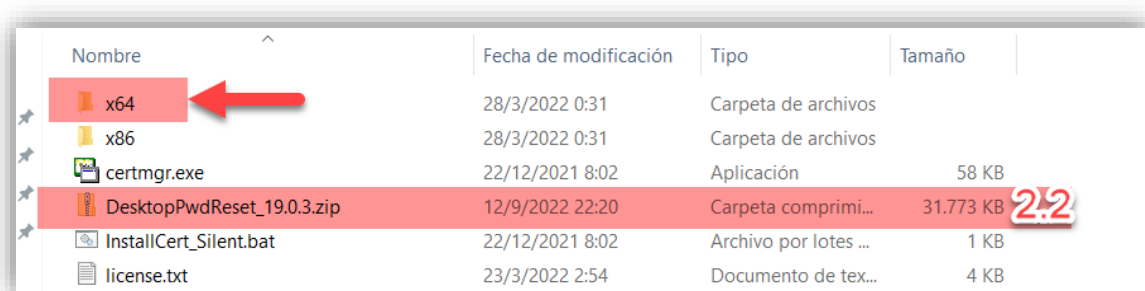 Nombre Fecha de modificación Tipo Tamaño
x64 28/3/2022 0:31 Carpeta de archivos
x86 28/3/2022 0:31 Carpeta de archivos
certmgr.exe 22/12/2021 8:02 Aplicación 58 KB
DesktopPwdReset_19.0.3.zip 12/9/2022 22:20 Carpeta comprimi... 31.773 KB 2.2
InstallCert_Silent.bat 22/12/2021 8:02 Archivo por lotes ... 1 KB
license.txt 23/3/2022 2:54 Documento de tex... 4 KB